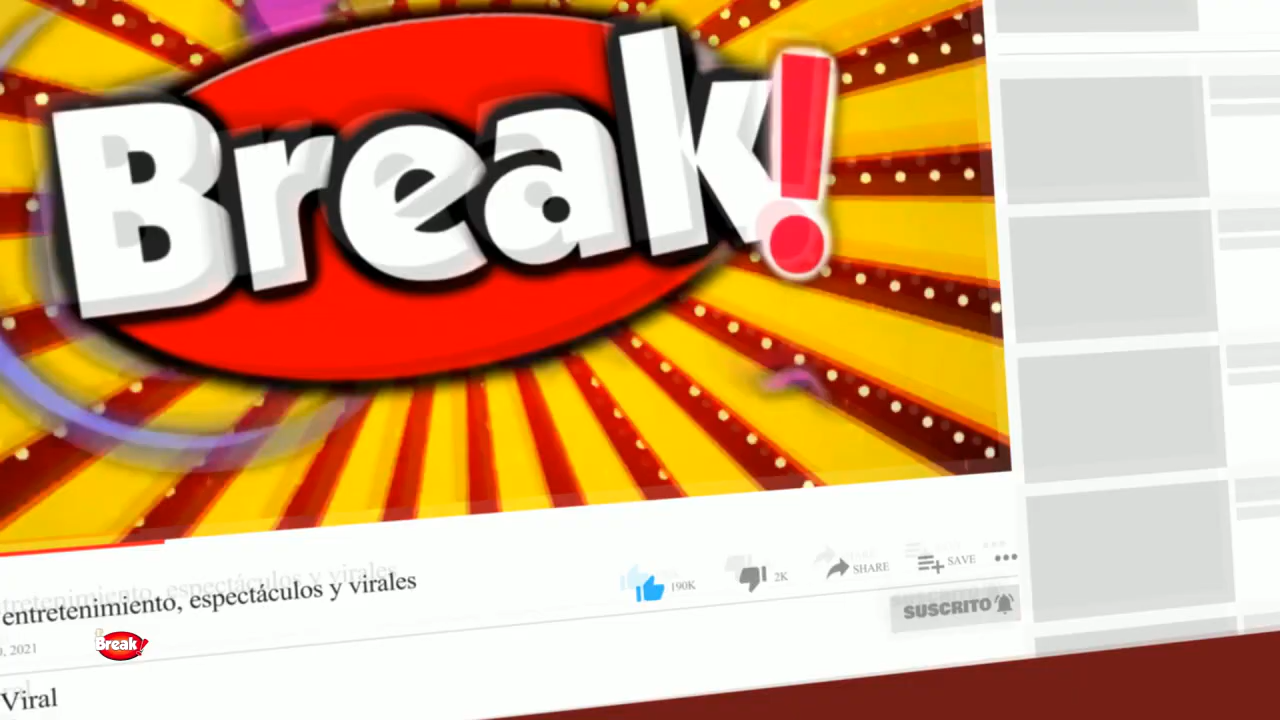 Break!
entretenimiento, espectáculos y virales
190K
2K
SHARE
SAVE
SUSCRITO
, 2021
Break!
Viral